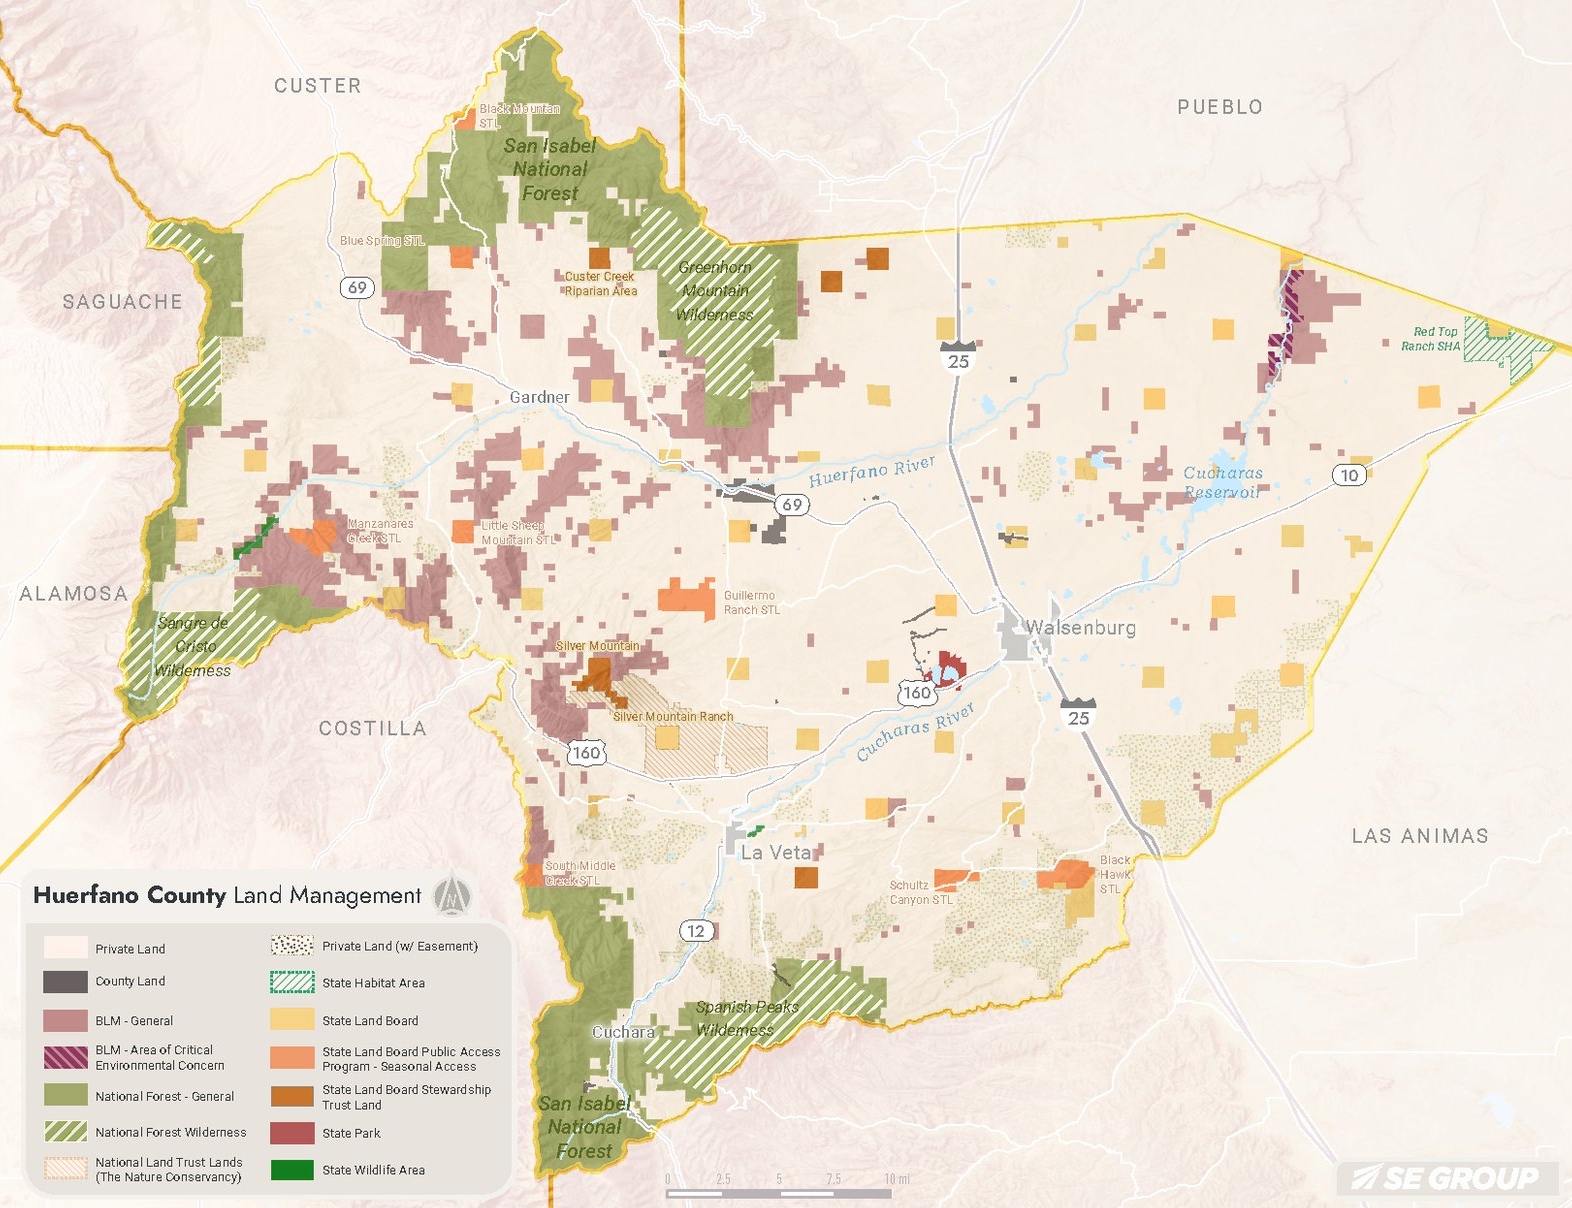 CUSTER
PUEBLO
Black Mountain
STL
San Isabel
National
Forest
Blue Spring STL
Custer Creek
Riparian Area
Greenhorn
Mountain
Wilderness
SAGUACHE
69
25
Red Top
Ranch SHA
Gardner
Huerfano River
Cucharas
Reservoir
10
69
Manzanares
Creek STL
Little Sheep
Mountain STL
ALAMOSA
Guillermo
Ranch STL
Sangre de
Cristo
Wilderness
Walsenburg
Silver Mountain
160
Silver Mountain Ranch
25
COSTILLA
Cucharas River
160
LAS ANIMAS
La Veta
South Middle
Creek STL
Schultz
Canyon STL
Black
Hawk
STL
12
Spanish Peaks
Wilderness
Cuchara
San Isabel
National
Forest
Huerfano County Land Management
N
Private Land
County Land
BLM - General
BLM - Area of Critical
Environmental Concern
National Forest - General
National Forest Wilderness
National Land Trust Lands
(The Nature Conservancy)
Private Land (w/ Easement)
State Habitat Area
State Land Board
State Land Board Public Access
Program - Seasonal Access
State Land Board Stewardship
Trust Land
State Park
State Wildlife Area
0 2.5 5 7.5 10 mi
SE GROUP